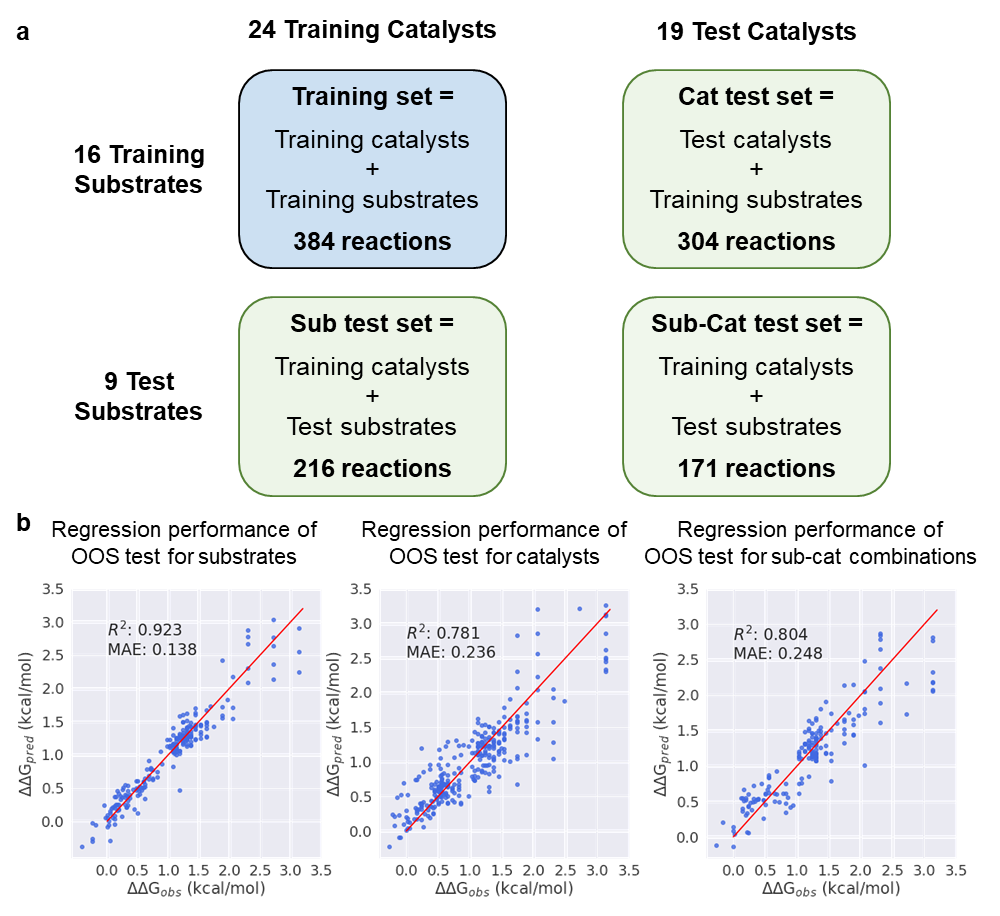 a
24 Training Catalysts
19 Test Catalysts
16 Training
Substrates
Training set =
Training catalysts
+
Training substrates
384 reactions
Cat test set =
Test catalysts
+
Training substrates
304 reactions
9 Test
Substrates
Sub test set =
Training catalysts
+
Test substrates
216 reactions
Sub-Cat test set =
Training catalysts
+
Test substrates
171 reactions
b
Regression performance of
OOS test for substrates
R²: 0.923
MAE: 0.138
3.5
3.0
2.5
2.0
1.5
1.0
0.5
0.0
ΔΔG_pred (kcal/mol)
0.0 0.5 1.0 1.5 2.0 2.5 3.0 3.5
ΔΔG_obs (kcal/mol)
Regression performance of
OOS test for catalysts
R²: 0.781
MAE: 0.236
3.5
3.0
2.5
2.0
1.5
1.0
0.5
0.0
ΔΔG_pred (kcal/mol)
0.0 0.5 1.0 1.5 2.0 2.5 3.0 3.5
ΔΔG_obs (kcal/mol)
Regression performance of
OOS test for sub-cat combinations
R²: 0.804
MAE: 0.248
3.5
3.0
2.5
2.0
1.5
1.0
0.5
0.0
ΔΔG_pred (kcal/mol)
0.0 0.5 1.0 1.5 2.0 2.5 3.0 3.5
ΔΔG_obs (kcal/mol)